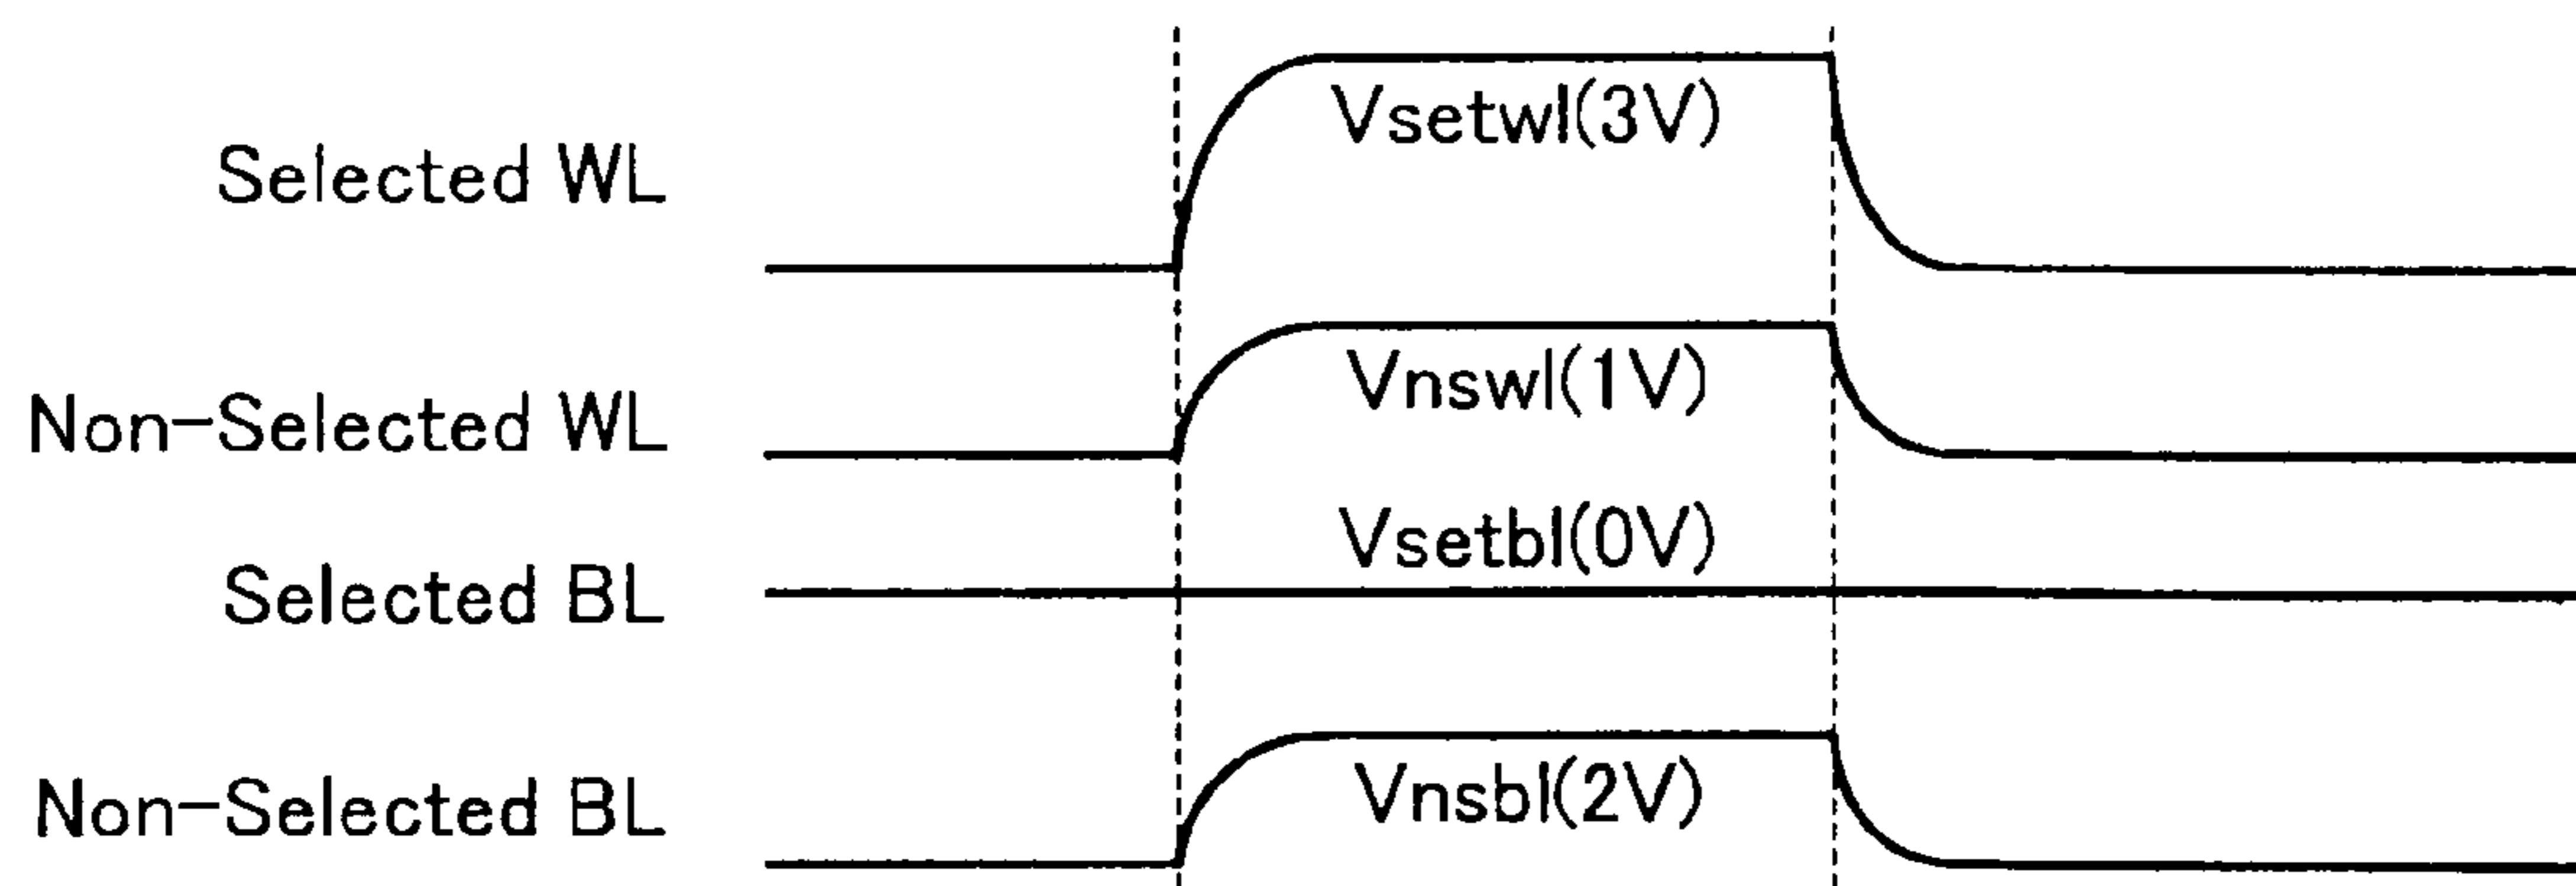 Selected WL
Vsetwl(3V)
Non-Selected WL
Vnswl(1V)
Selected BL
Vsetbl(0V)
Non-Selected BL
Vnsbl(2V)